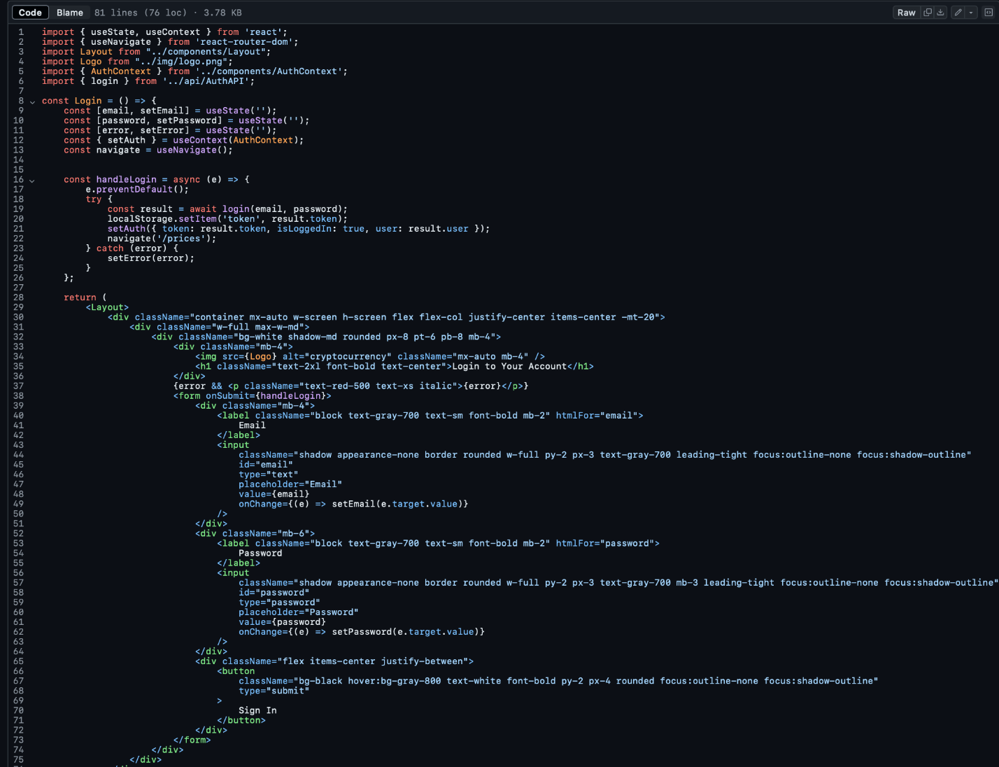 Code Blame 81 lines (76 loc) · 3.78 KB Raw
1 import { useState, useContext } from 'react';
2 import { useNavigate } from 'react-router-dom';
3 import Layout from "../components/Layout";
4 import Logo from "../img/logo.png";
5 import { AuthContext } from '../components/AuthContext';
6 import { login } from '../api/AuthAPI';
7
8 const Login = () => {
9 const [email, setEmail] = useState('');
10 const [password, setPassword] = useState('');
11 const [error, setError] = useState('');
12 const { setAuth } = useContext(AuthContext);
13 const navigate = useNavigate();
14
15
16 const handleLogin = async (e) => {
17 e.preventDefault();
18 try {
19 const result = await login(email, password);
20 localStorage.setItem('token', result.token);
21 setAuth({ token: result.token, isLoggedIn: true, user: result.user });
22 navigate('/prices');
23 } catch (error) {
24 setError(error);
25 }
26 };
27
28 return (
29 <Layout>
30 <div className="container mx-auto w-screen h-screen flex flex-col justify-center items-center -mt-20">
31 <div className="w-full max-w-md">
32 <div className="bg-white shadow-md rounded px-8 pt-6 pb-8 mb-4">
33 <div className="mb-4">
34 <img src={Logo} alt="cryptocurrency" className="mx-auto mb-4" />
35 <h1 className="text-2xl font-bold text-center">Login to Your Account</h1>
36 </div>
37 {error && <p className="text-red-500 text-xs italic">{error}</p>}
38 <form onSubmit={handleLogin}>
39 <div className="mb-4">
40 <label className="block text-gray-700 text-sm font-bold mb-2" htmlFor="email">
41 Email
42 </label>
43 <input
44 className="shadow appearance-none border rounded w-full py-2 px-3 text-gray-700 leading-tight focus:outline-none focus:shadow-outline"
45 id="email"
46 type="text"
47 placeholder="Email"
48 value={email}
49 onChange={(e) => setEmail(e.target.value)}
50 />
51 </div>
52 <div className="mb-6">
53 <label className="block text-gray-700 text-sm font-bold mb-2" htmlFor="password">
54 Password
55 </label>
56 <input
57 className="shadow appearance-none border rounded w-full py-2 px-3 text-gray-700 mb-3 leading-tight focus:outline-none focus:shadow-outline"
58 id="password"
59 type="password"
60 placeholder="Password"
61 value={password}
62 onChange={(e) => setPassword(e.target.value)}
63 />
64 </div>
65 <div className="flex items-center justify-between">
66 <button
67 className="bg-black hover:bg-gray-800 text-white font-bold py-2 px-4 rounded focus:outline-none focus:shadow-outline"
68 type="submit"
69 >
70 Sign In
71 </button>
72 </div>
73 </form>
74 </div>
75 </div>